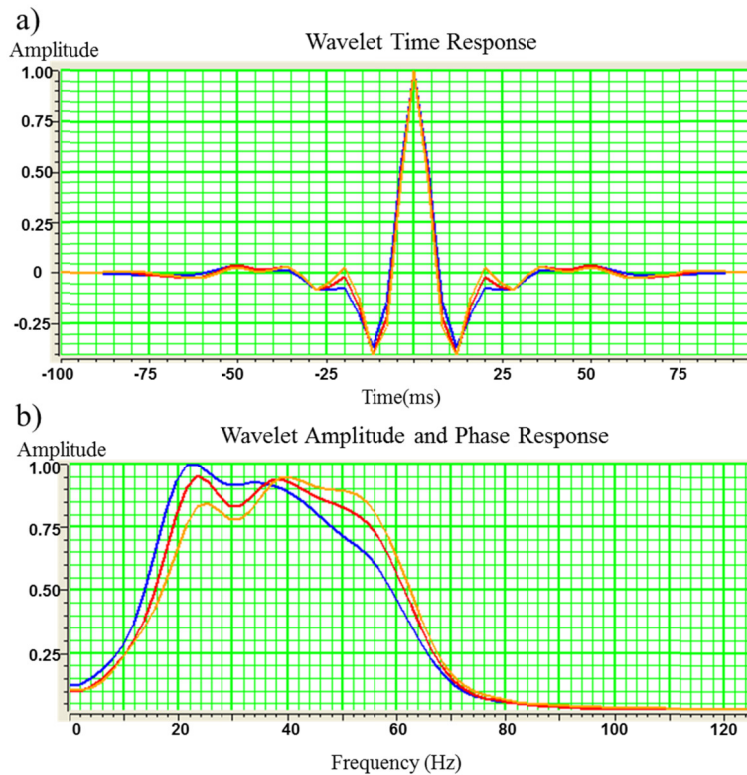 a)
Wavelet Time Response
Amplitude
1.00
0.75
0.50
0.25
0
-0.25
-100 -75 -50 -25 0 25 50 75
Time(ms)
b)
Wavelet Amplitude and Phase Response
Amplitude
1.00
0.75
0.50
0.25
0 20 40 60 80 100 120
Frequency (Hz)